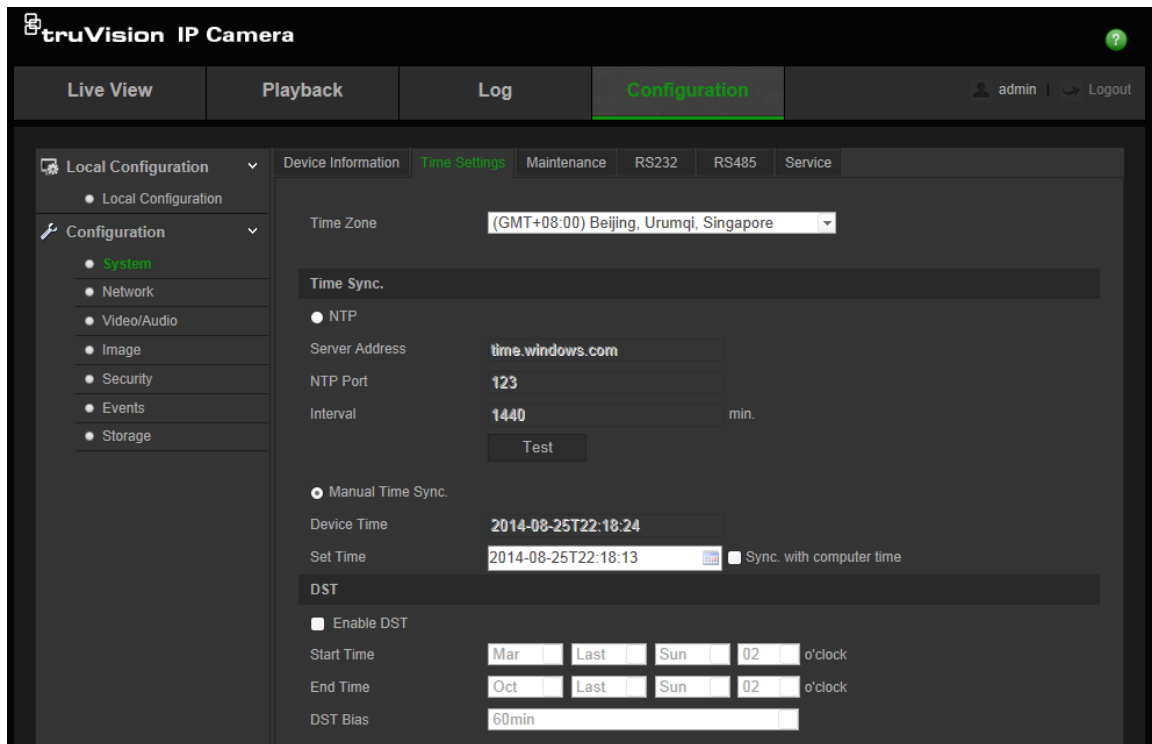 truVision IP Camera
?
Live View Playback Log Configuration admin | Logout
Local Configuration
Local Configuration
Configuration
System
Network
Video/Audio
Image
Security
Events
Storage
Device Information Time Settings Maintenance RS232 RS485 Service
Time Zone (GMT+08:00) Beijing, Urumqi, Singapore
Time Sync.
NTP
Server Address time.windows.com
NTP Port 123
Interval 1440 min.
Test
Manual Time Sync.
Device Time 2014-08-25T22:18:24
Set Time 2014-08-25T22:18:13 Sync. with computer time
DST
Enable DST
Start Time Mar Last Sun 02 o'clock
End Time Oct Last Sun 02 o'clock
DST Bias 60min